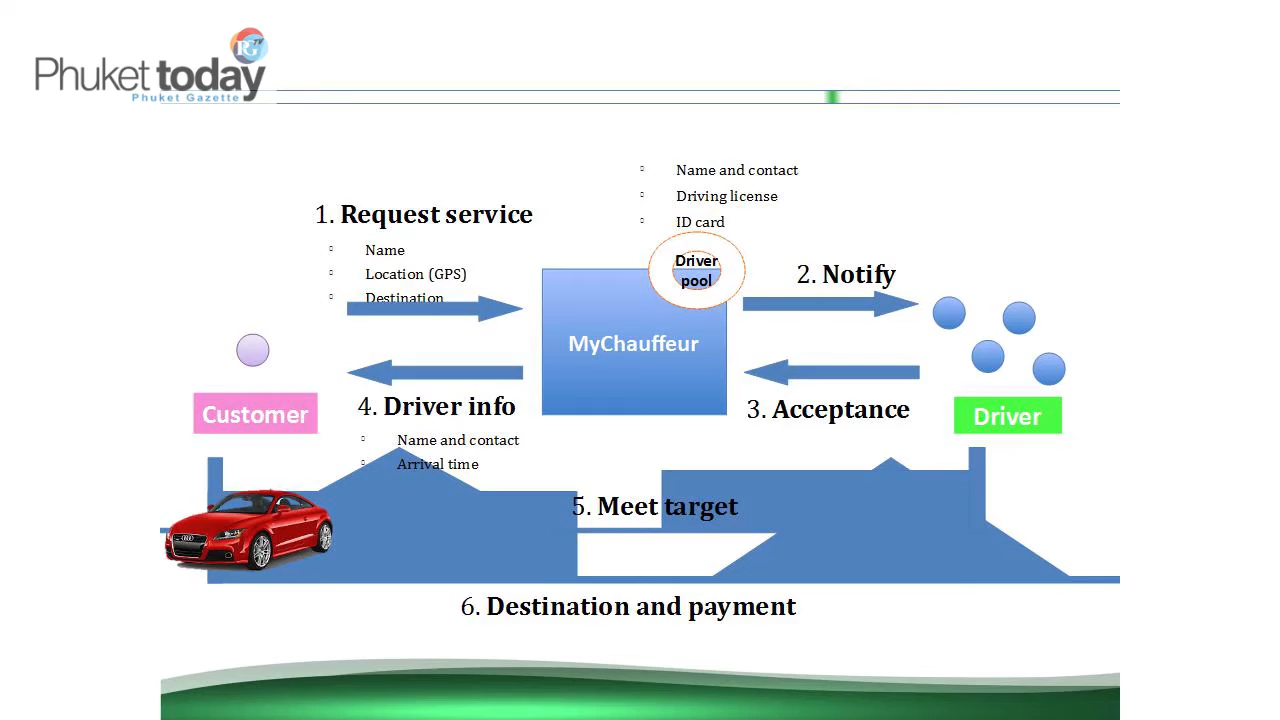 PG TV
Phuket today
Phuket Gazette
Name and contact
Driving license
ID card
1. Request service
Name
Location (GPS)
Destination
Driver
pool
2. Notify
MyChauffeur
Customer
4. Driver info
Name and contact
Arrival time
3. Acceptance
Driver
5. Meet target
6. Destination and payment